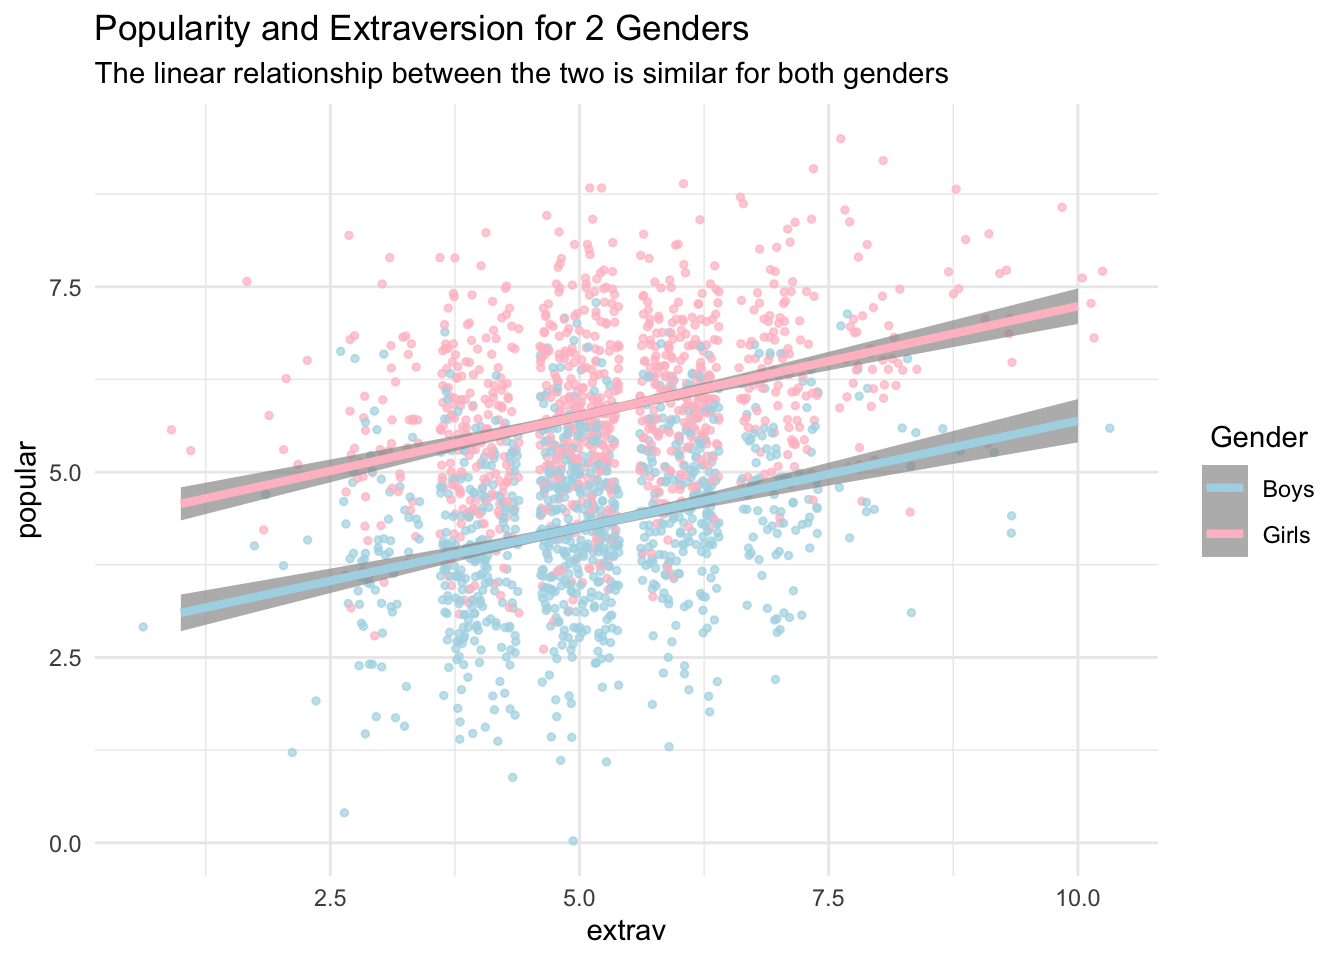 Popularity and Extraversion for 2 Genders
The linear relationship between the two is similar for both genders
7.5
5.0
2.5
0.0
popular
2.5 5.0 7.5 10.0
extrav
Gender
Boys
Girls